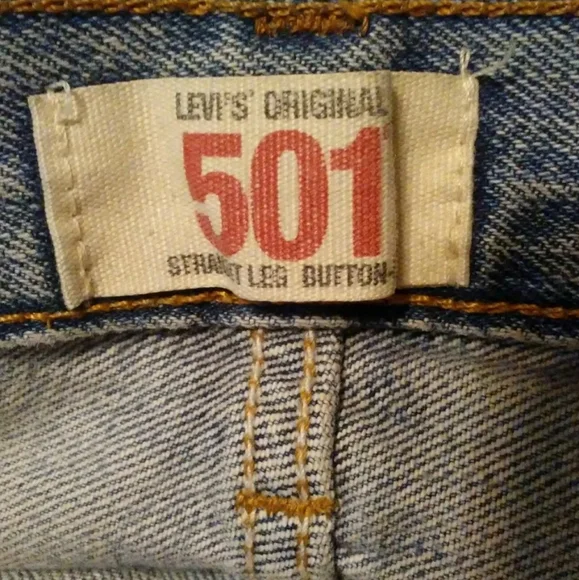 LEVI'S' ORIGINAL
501
STRAIGHT LEG BUTTON-